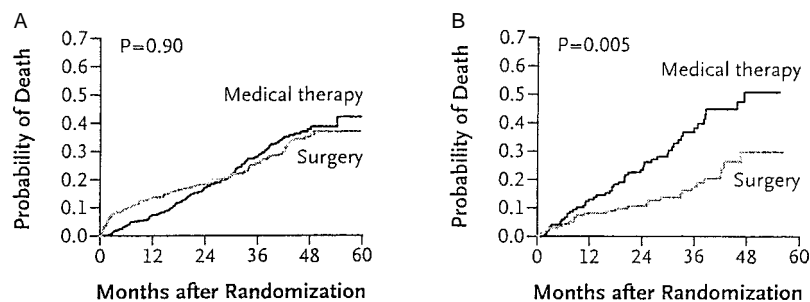 A
P=0.90
Probability of Death
0.7
0.6
0.5
0.4
0.3
0.2
0.1
0.0
Medical therapy
Surgery
0 12 24 36 48 60
Months after Randomization
B
P=0.005
Probability of Death
0.7
0.6
0.5
0.4
0.3
0.2
0.1
0.0
Medical therapy
Surgery
0 12 24 36 48 60
Months after Randomization